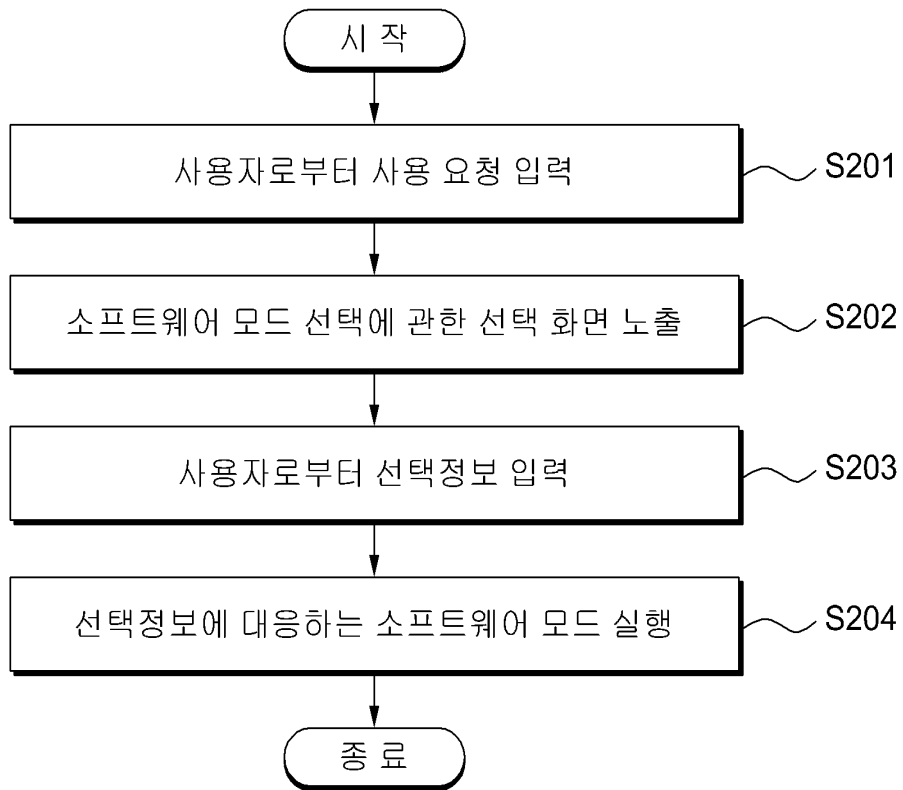 시 작
사용자로부터 사용 요청 입력
S201
소프트웨어 모드 선택에 관한 선택 화면 노출
S202
사용자로부터 선택정보 입력
S203
선택정보에 대응하는 소프트웨어 모드 실행
S204
종 료